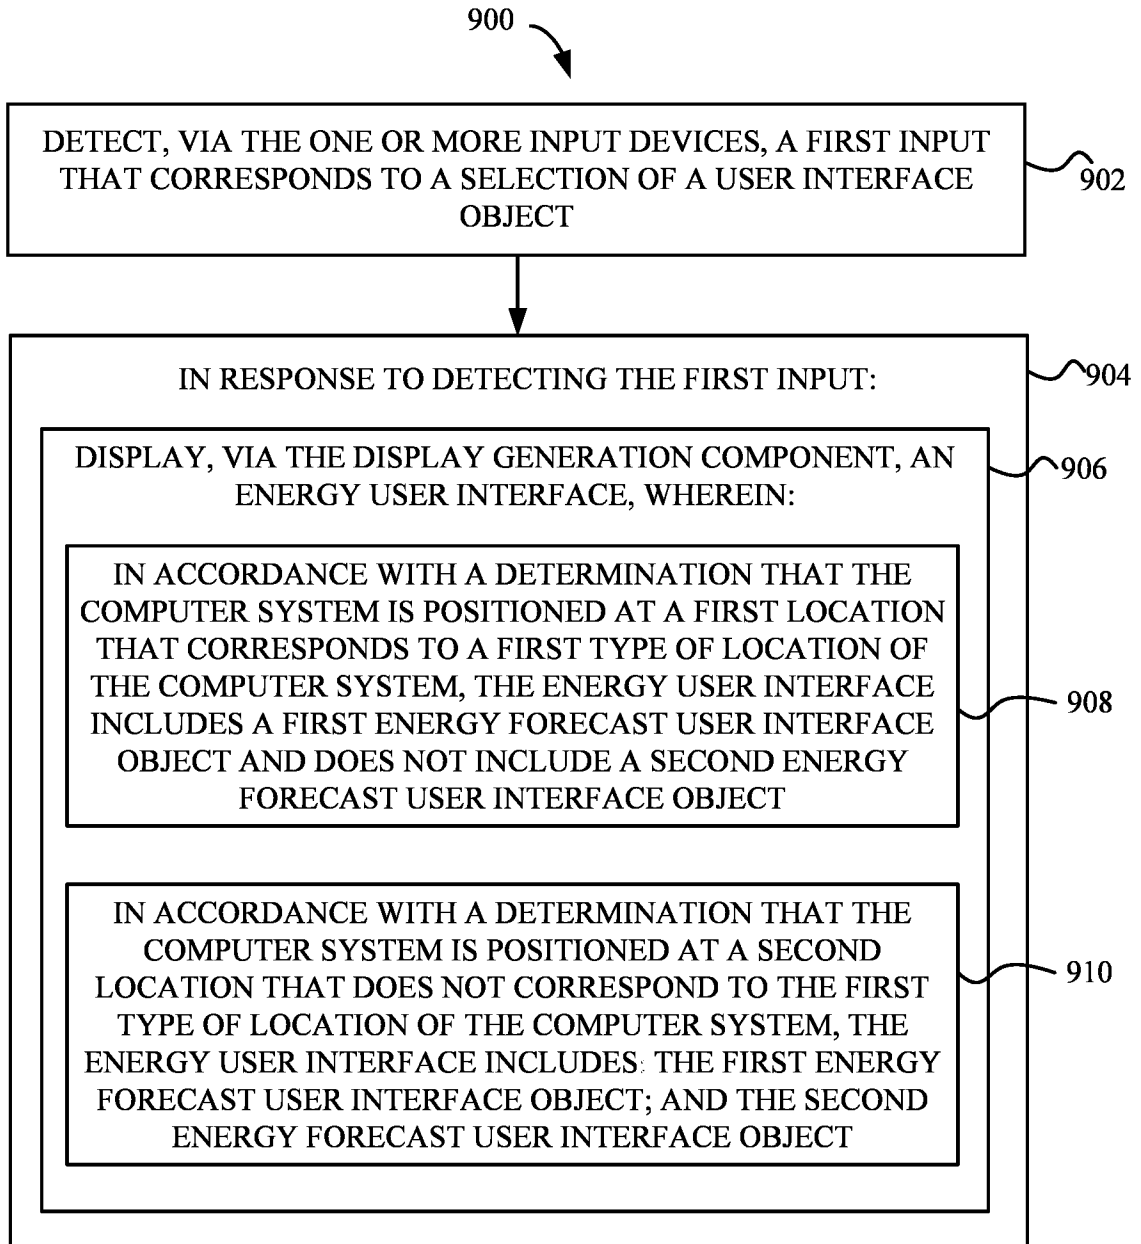 900
DETECT, VIA THE ONE OR MORE INPUT DEVICES, A FIRST INPUT
THAT CORRESPONDS TO A SELECTION OF A USER INTERFACE
OBJECT
902
IN RESPONSE TO DETECTING THE FIRST INPUT:
904
DISPLAY, VIA THE DISPLAY GENERATION COMPONENT, AN
ENERGY USER INTERFACE, WHEREIN:
906
IN ACCORDANCE WITH A DETERMINATION THAT THE
COMPUTER SYSTEM IS POSITIONED AT A FIRST LOCATION
THAT CORRESPONDS TO A FIRST TYPE OF LOCATION OF
THE COMPUTER SYSTEM, THE ENERGY USER INTERFACE
INCLUDES A FIRST ENERGY FORECAST USER INTERFACE
OBJECT AND DOES NOT INCLUDE A SECOND ENERGY
FORECAST USER INTERFACE OBJECT
908
IN ACCORDANCE WITH A DETERMINATION THAT THE
COMPUTER SYSTEM IS POSITIONED AT A SECOND
LOCATION THAT DOES NOT CORRESPOND TO THE FIRST
TYPE OF LOCATION OF THE COMPUTER SYSTEM, THE
ENERGY USER INTERFACE INCLUDES: THE FIRST ENERGY
FORECAST USER INTERFACE OBJECT; AND THE SECOND
ENERGY FORECAST USER INTERFACE OBJECT
910